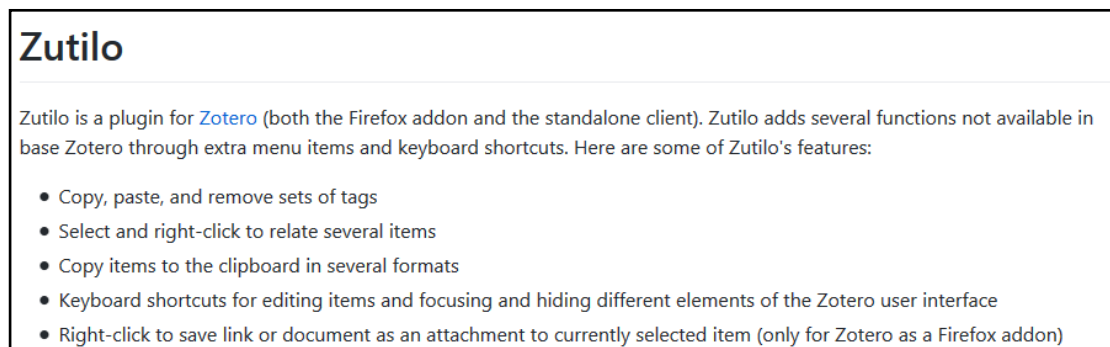 Zutilo
Zutilo is a plugin for Zotero (both the Firefox addon and the standalone client). Zutilo adds several functions not available in
base Zotero through extra menu items and keyboard shortcuts. Here are some of Zutilo's features:
• Copy, paste, and remove sets of tags
• Select and right-click to relate several items
• Copy items to the clipboard in several formats
• Keyboard shortcuts for editing items and focusing and hiding different elements of the Zotero user interface
• Right-click to save link or document as an attachment to currently selected item (only for Zotero as a Firefox addon)